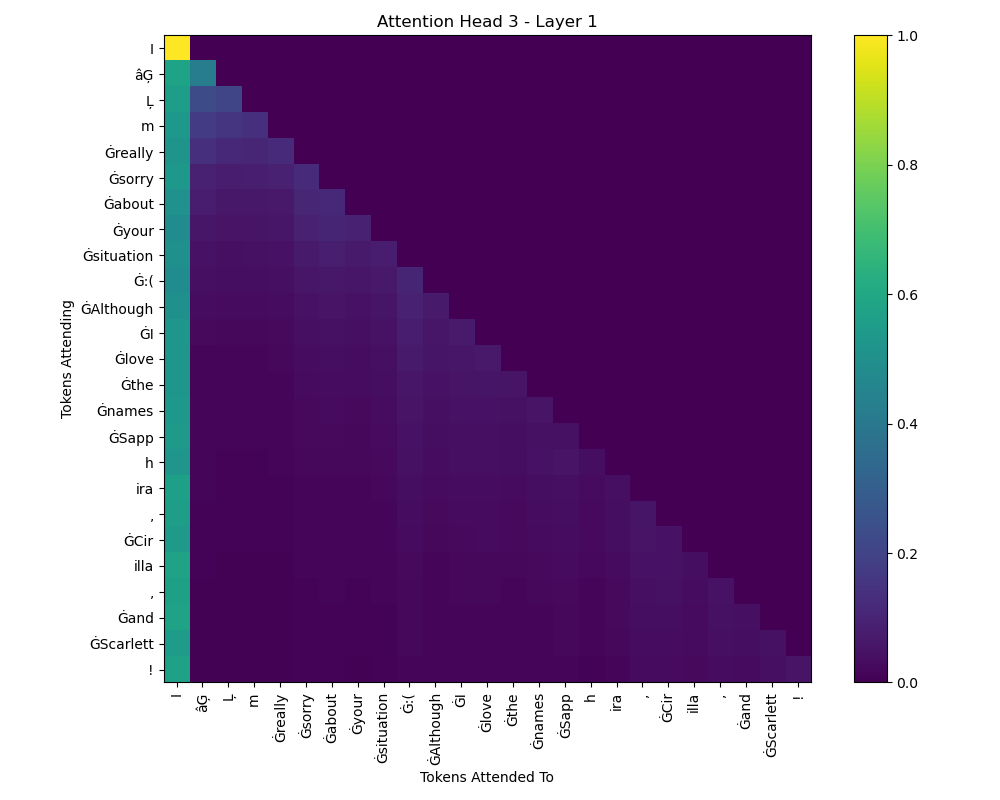 Attention Head 3 - Layer 1
Tokens Attending
I
âĢ
Ļ
m
Ġreally
Ġsorry
Ġabout
Ġyour
Ġsituation
Ġ:(
ĠAlthough
ĠI
Ġlove
Ġthe
Ġnames
ĠSapp
h
ira
,
ĠCir
illa
,
Ġand
ĠScarlett
!
I
âĢ
Ļ
m
Ġreally
Ġsorry
Ġabout
Ġyour
Ġsituation
Ġ:(
ĠAlthough
ĠI
Ġlove
Ġthe
Ġnames
ĠSapp
h
ira
,
ĠCir
illa
,
Ġand
ĠScarlett
!
Tokens Attended To
1.0
0.8
0.6
0.4
0.2
0.0